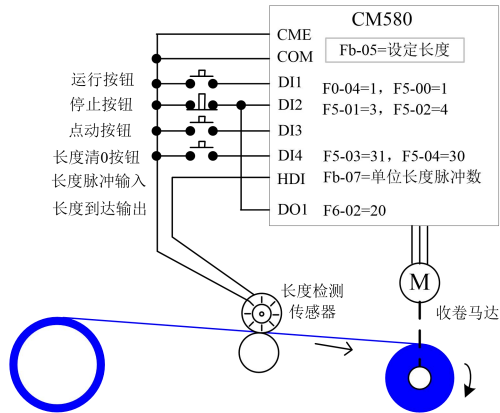 CM580
CME
COM
Fb-05=设定长度
运行按钮
DI1
F0-04=1，F5-00=1
停止按钮
DI2
F5-01=3，F5-02=4
点动按钮
DI3
长度清0按钮
DI4
F5-03=31，F5-04=30
长度脉冲输入
HDI
Fb-07=单位长度脉冲数
长度到达输出
DO1
F6-02=20
M
长度检测
传感器
收卷马达